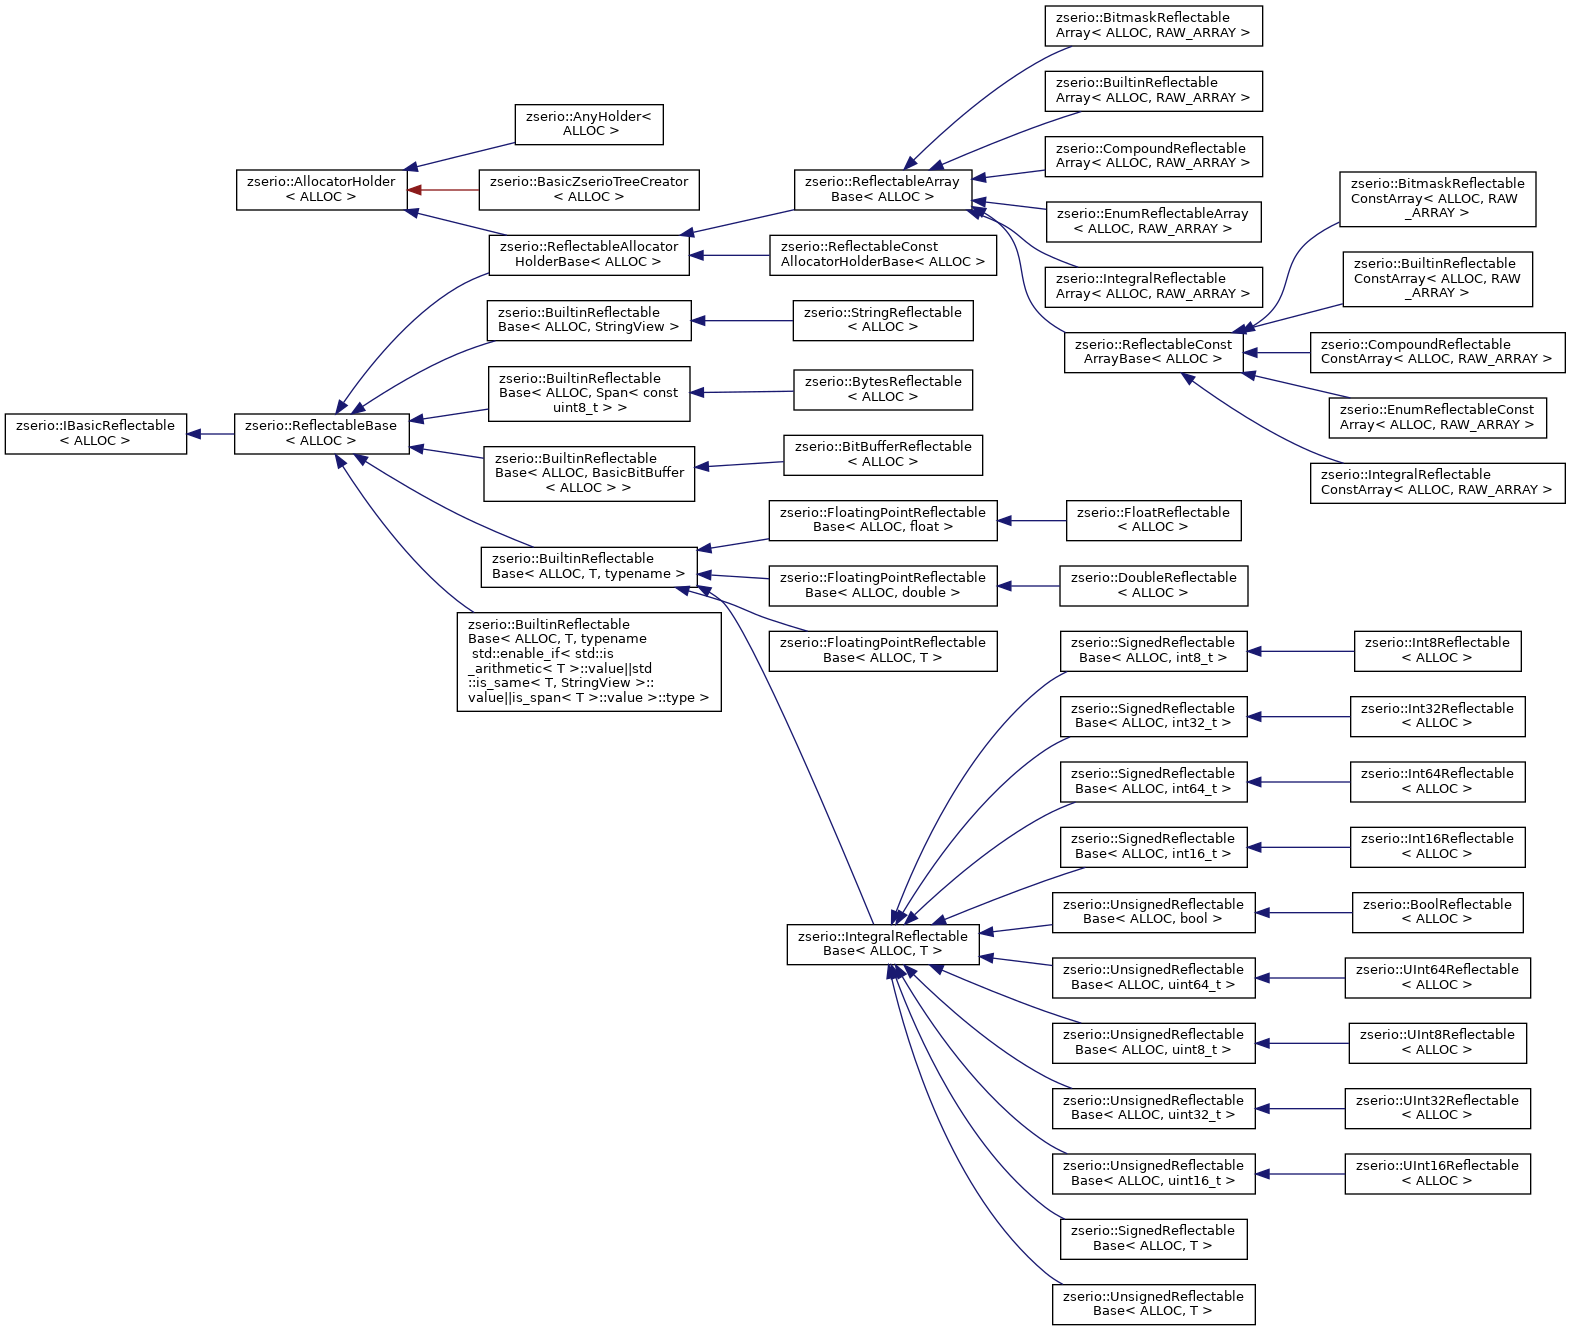 zserio::BitmaskReflectable
Array< ALLOC, RAW_ARRAY >
zserio::BuiltinReflectable
Array< ALLOC, RAW_ARRAY >
zserio::AnyHolder<
ALLOC >
zserio::CompoundReflectable
Array< ALLOC, RAW_ARRAY >
zserio::AllocatorHolder
< ALLOC >
zserio::BasicZserioTreeCreator
< ALLOC >
zserio::ReflectableArray
Base< ALLOC >
zserio::BitmaskReflectable
ConstArray< ALLOC, RAW
_ARRAY >
zserio::EnumReflectableArray
< ALLOC, RAW_ARRAY >
zserio::ReflectableAllocator
HolderBase< ALLOC >
zserio::ReflectableConst
AllocatorHolderBase< ALLOC >
zserio::BuiltinReflectable
ConstArray< ALLOC, RAW
_ARRAY >
zserio::IntegralReflectable
Array< ALLOC, RAW_ARRAY >
zserio::BuiltinReflectable
Base< ALLOC, StringView >
zserio::StringReflectable
< ALLOC >
zserio::ReflectableConst
ArrayBase< ALLOC >
zserio::CompoundReflectable
ConstArray< ALLOC, RAW_ARRAY >
zserio::BuiltinReflectable
Base< ALLOC, Span< const
uint8_t > >
zserio::BytesReflectable
< ALLOC >
zserio::EnumReflectableConst
Array< ALLOC, RAW_ARRAY >
zserio::IBasicReflectable
< ALLOC >
zserio::ReflectableBase
< ALLOC >
zserio::BuiltinReflectable
Base< ALLOC, BasicBitBuffer
< ALLOC > >
zserio::BitBufferReflectable
< ALLOC >
zserio::IntegralReflectable
ConstArray< ALLOC, RAW_ARRAY >
zserio::FloatingPointReflectable
Base< ALLOC, float >
zserio::FloatReflectable
< ALLOC >
zserio::BuiltinReflectable
Base< ALLOC, T, typename >
zserio::FloatingPointReflectable
Base< ALLOC, double >
zserio::DoubleReflectable
< ALLOC >
zserio::BuiltinReflectable
Base< ALLOC, T, typename
std::enable_if< std::is
_arithmetic< T >::value||std
::is_same< T, StringView >::
value||is_span< T >::value >::type >
zserio::FloatingPointReflectable
Base< ALLOC, T >
zserio::SignedReflectable
Base< ALLOC, int8_t >
zserio::Int8Reflectable
< ALLOC >
zserio::SignedReflectable
Base< ALLOC, int32_t >
zserio::Int32Reflectable
< ALLOC >
zserio::SignedReflectable
Base< ALLOC, int64_t >
zserio::Int64Reflectable
< ALLOC >
zserio::SignedReflectable
Base< ALLOC, int16_t >
zserio::Int16Reflectable
< ALLOC >
zserio::UnsignedReflectable
Base< ALLOC, bool >
zserio::BoolReflectable
< ALLOC >
zserio::IntegralReflectable
Base< ALLOC, T >
zserio::UnsignedReflectable
Base< ALLOC, uint64_t >
zserio::UInt64Reflectable
< ALLOC >
zserio::UnsignedReflectable
Base< ALLOC, uint8_t >
zserio::UInt8Reflectable
< ALLOC >
zserio::UnsignedReflectable
Base< ALLOC, uint32_t >
zserio::UInt32Reflectable
< ALLOC >
zserio::UnsignedReflectable
Base< ALLOC, uint16_t >
zserio::UInt16Reflectable
< ALLOC >
zserio::SignedReflectable
Base< ALLOC, T >
zserio::UnsignedReflectable
Base< ALLOC, T >